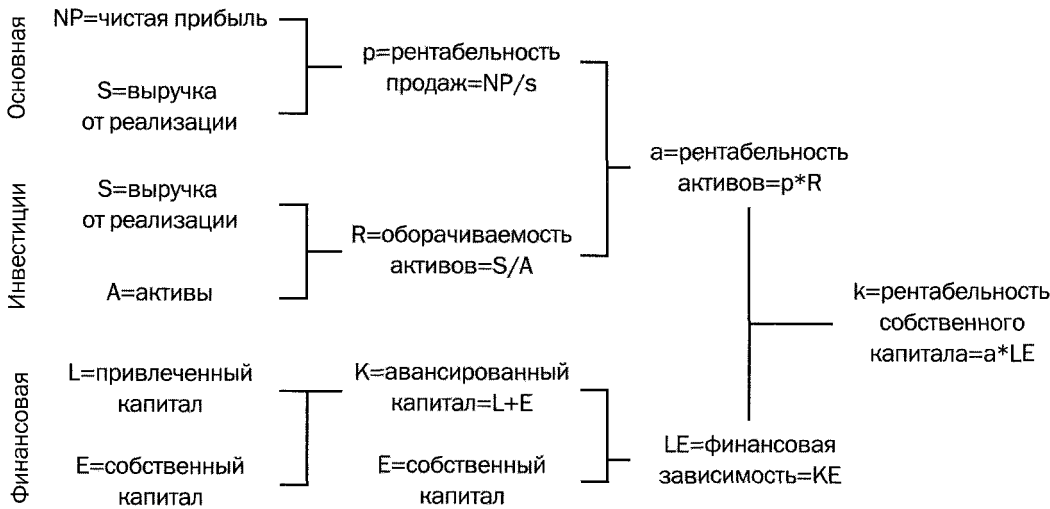 Основная
NP=чистая прибыль
S=выручка
от реализации
p=рентабельность
продаж=NP/s
Инвестиции
S=выручка
от реализации
A=активы
R=оборачиваемость
активов=S/A
a=рентабельность
активов=p*R
Финансовая
L=привлеченный
капитал
E=собственный
капитал
K=авансированный
капитал=L+E
E=собственный
капитал
LE=финансовая
зависимость=KE
k=рентабельность
собственного
капитала=a*LE